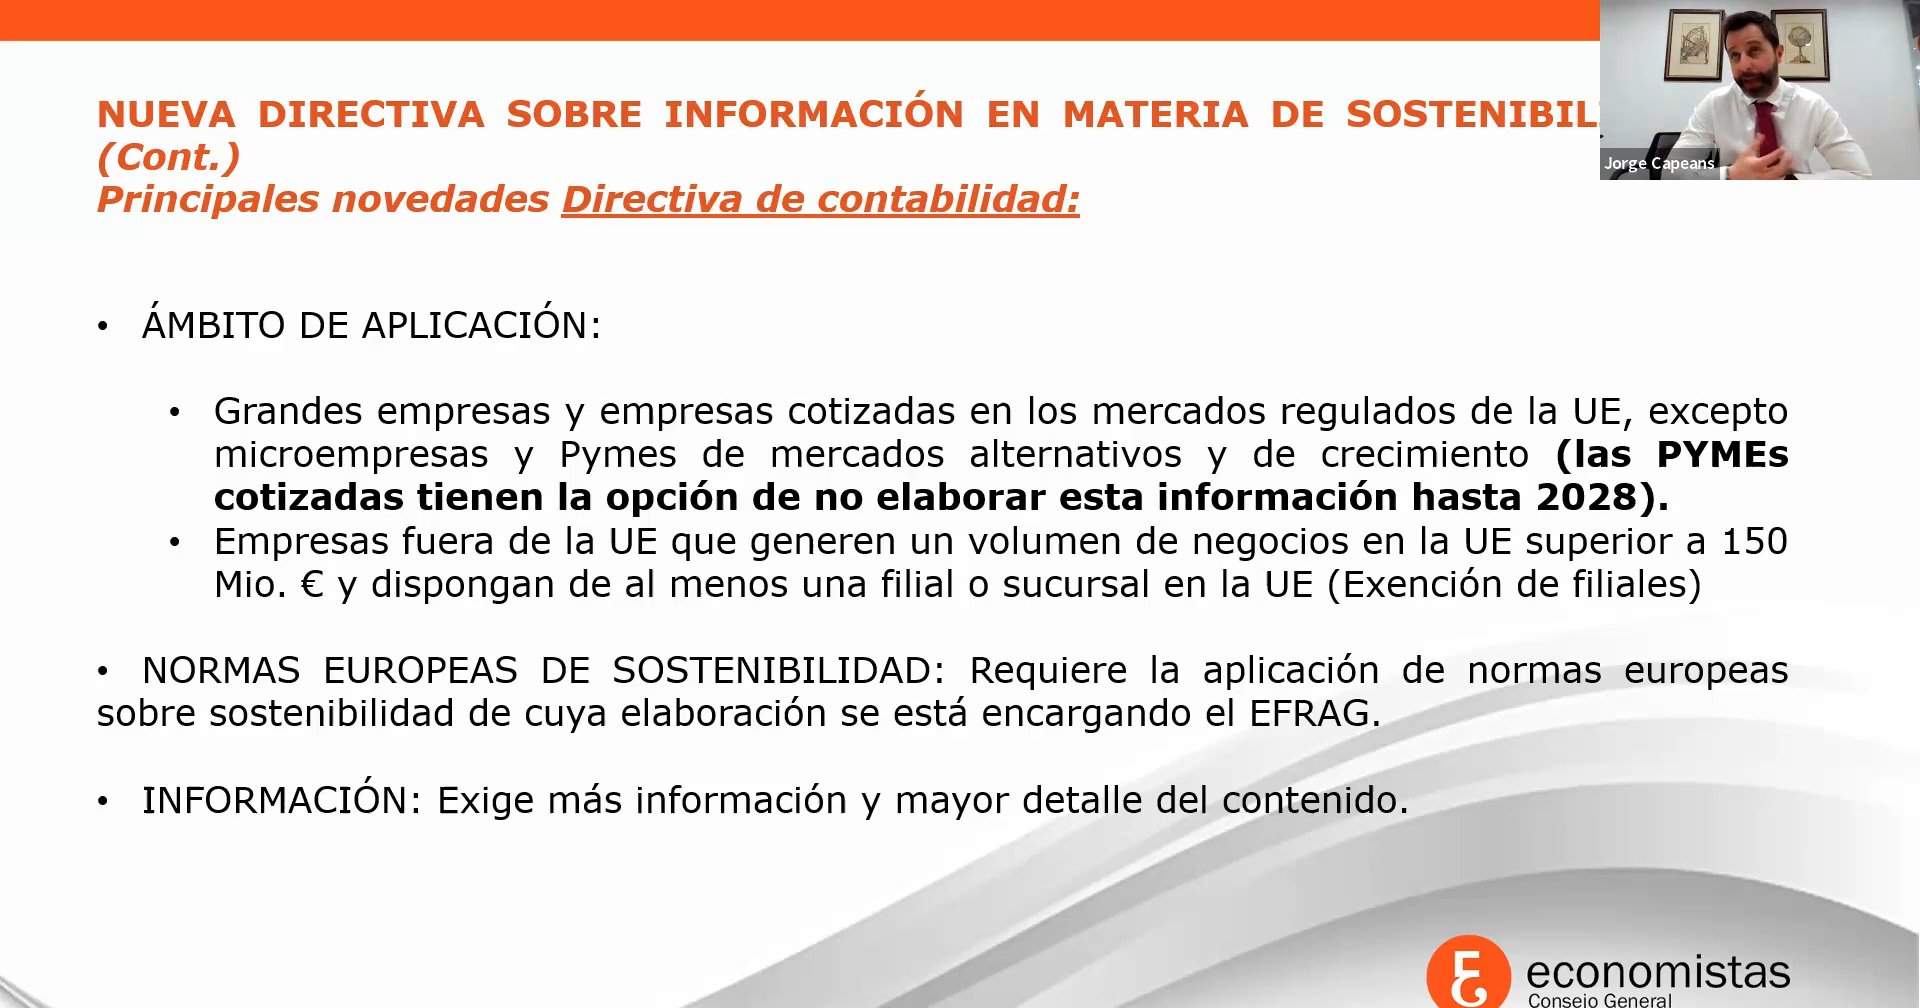 NUEVA DIRECTIVA SOBRE INFORMACIÓN EN MATERIA DE
(Cont.)
Principales novedades Directiva de contabilidad:
Jorge Capeans
• ÁMBITO DE APLICACIÓN:
• Grandes empresas y empresas cotizadas en los mercados regulados de la UE, excepto
microempresas y Pymes de mercados alternativos y de crecimiento (las PYMEs
cotizadas tienen la opción de no elaborar esta información hasta 2028).
• Empresas fuera de la UE que generen un volumen de negocios en la UE superior a 150
Mio. € y dispongan de al menos una filial o sucursal en la UE (Exención de filiales)
• NORMAS EUROPEAS DE SOSTENIBILIDAD: Requiere la aplicación de normas europeas
sobre sostenibilidad de cuya elaboración se está encargando el EFRAG.
• INFORMACIÓN: Exige más información y mayor detalle del contenido.
economistas
Consejo General